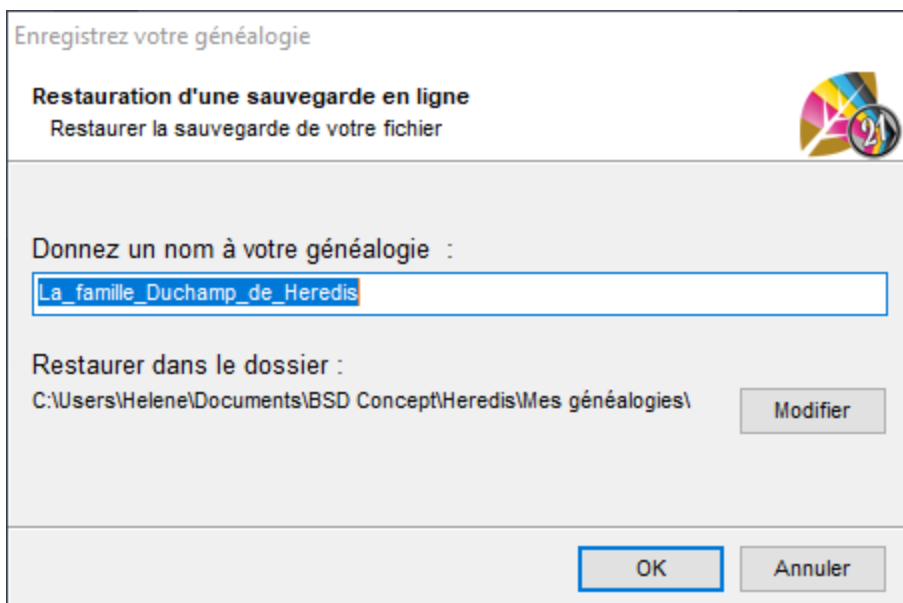 Enregistrez votre généalogie
Restauration d'une sauvegarde en ligne
Restaurer la sauvegarde de votre fichier
21
Donnez un nom à votre généalogie :
La_famille_Duchamp_de_Heredis
Restaurer dans le dossier :
C:\Users\Helene\Documents\BSD Concept\Heredis\Mes généalogies\
Modifier
OK
Annuler